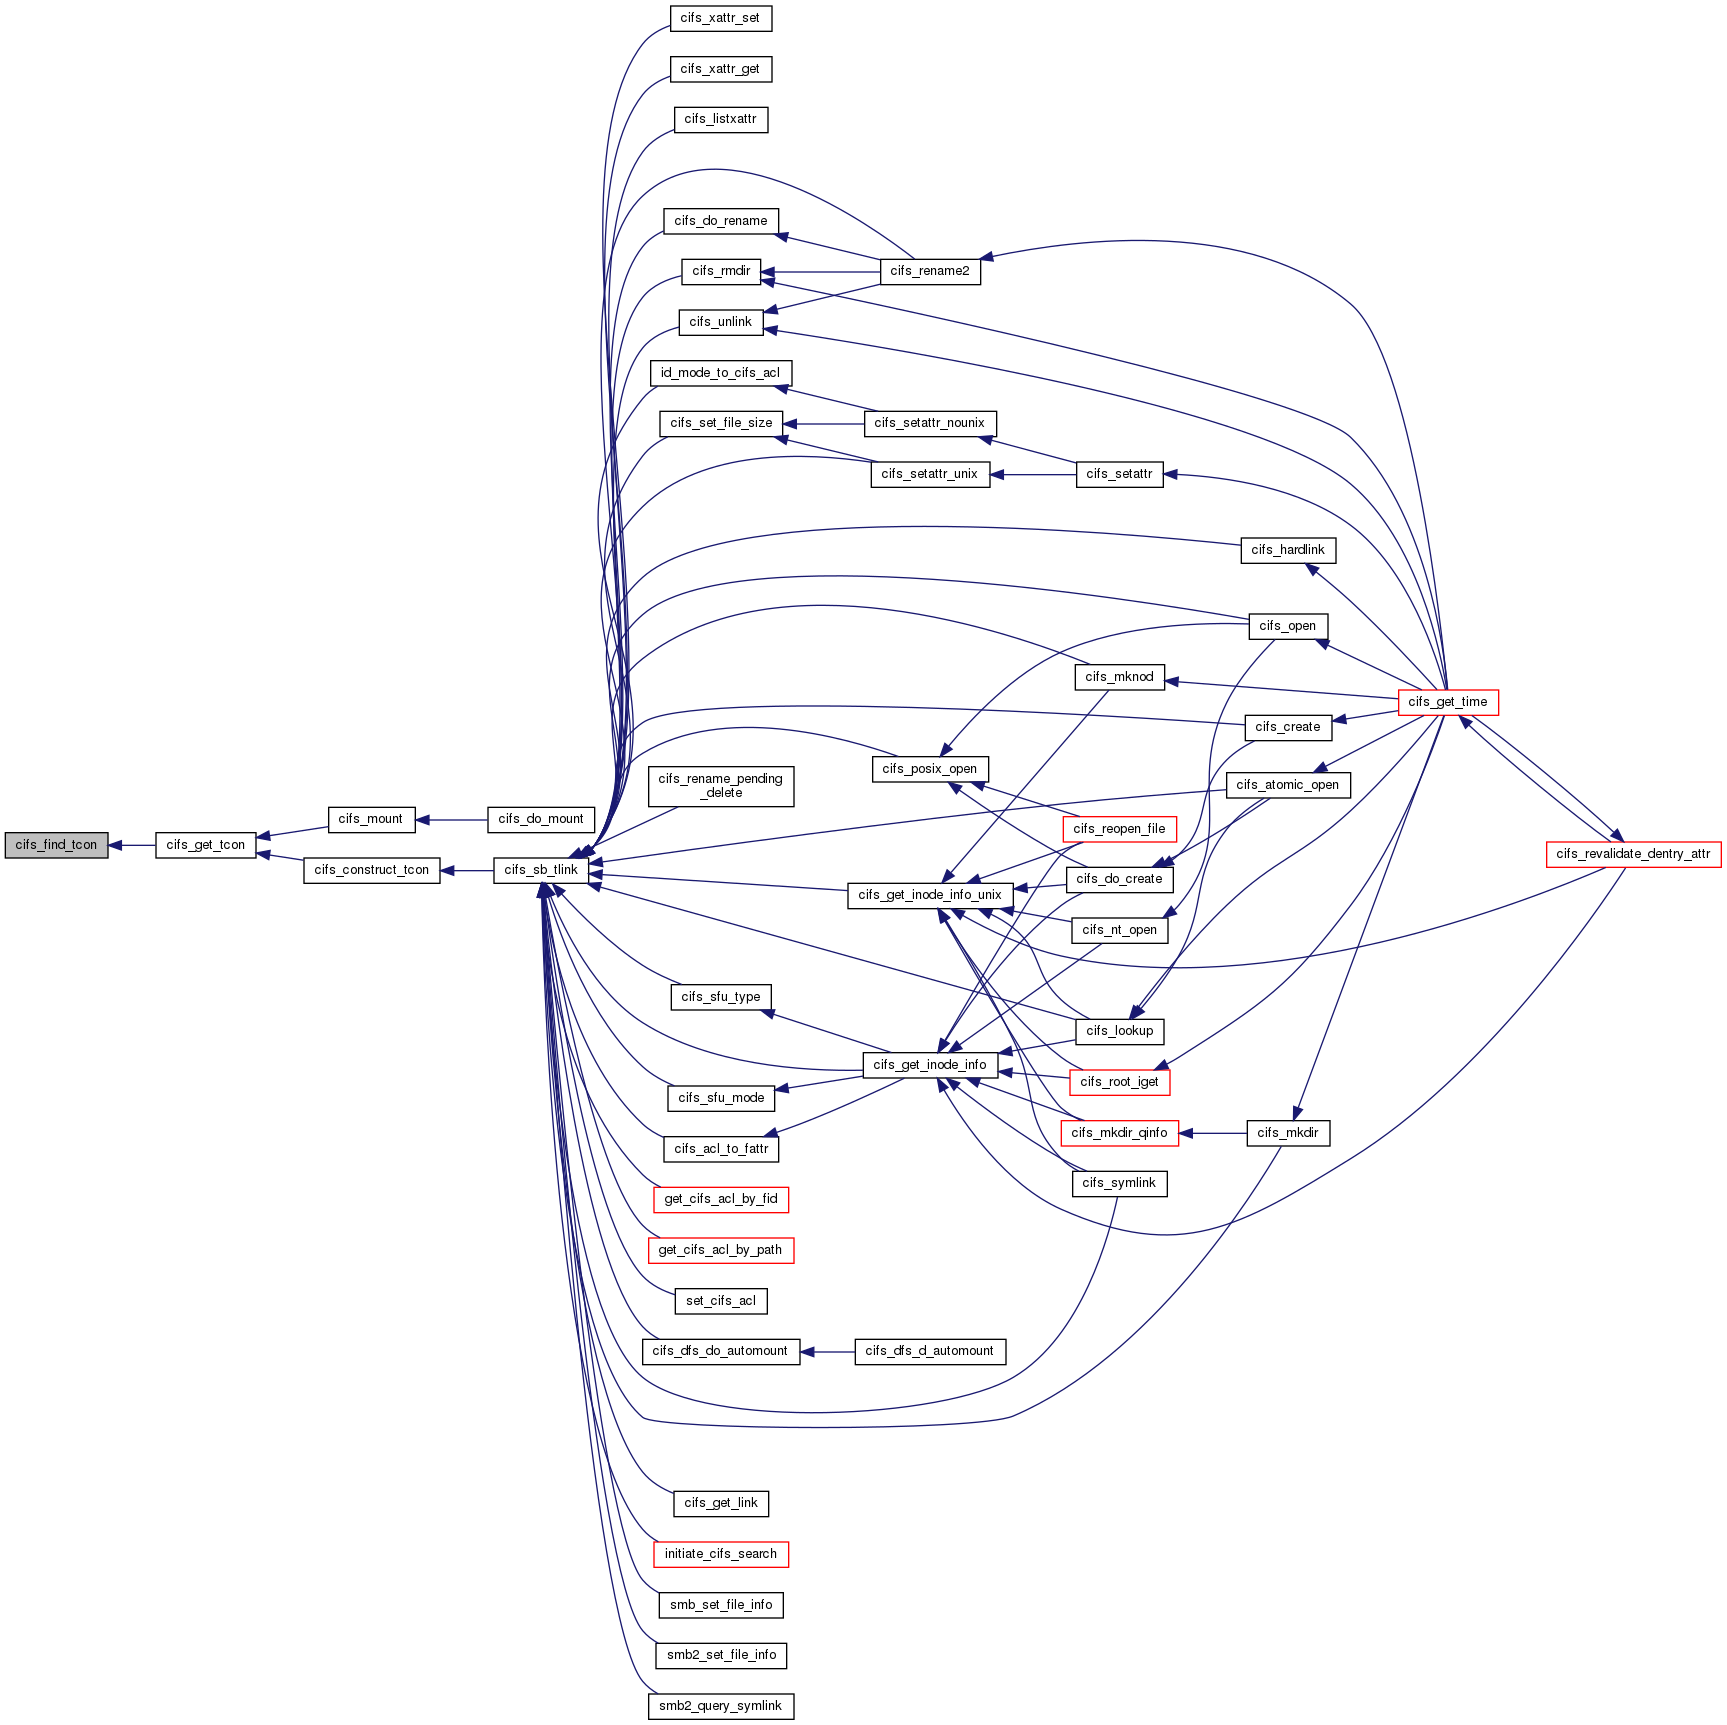 cifs_xattr_set
cifs_xattr_get
cifs_listxattr
cifs_do_rename
cifs_rmdir
cifs_rename2
cifs_unlink
id_mode_to_cifs_acl
cifs_set_file_size
cifs_setattr_nounix
cifs_setattr_unix
cifs_setattr
cifs_hardlink
cifs_open
cifs_mknod
cifs_get_time
cifs_create
cifs_posix_open
cifs_rename_pending
_delete
cifs_atomic_open
cifs_mount
cifs_do_mount
cifs_reopen_file
cifs_find_tcon
cifs_get_tcon
cifs_revalidate_dentry_attr
cifs_construct_tcon
cifs_sb_tlink
cifs_do_create
cifs_get_inode_info_unix
cifs_nt_open
cifs_sfu_type
cifs_lookup
cifs_get_inode_info
cifs_root_iget
cifs_sfu_mode
cifs_mkdir_qinfo
cifs_mkdir
cifs_acl_to_fattr
cifs_symlink
get_cifs_acl_by_fid
get_cifs_acl_by_path
set_cifs_acl
cifs_dfs_do_automount
cifs_dfs_d_automount
cifs_get_link
initiate_cifs_search
smb_set_file_info
smb2_set_file_info
smb2_query_symlink